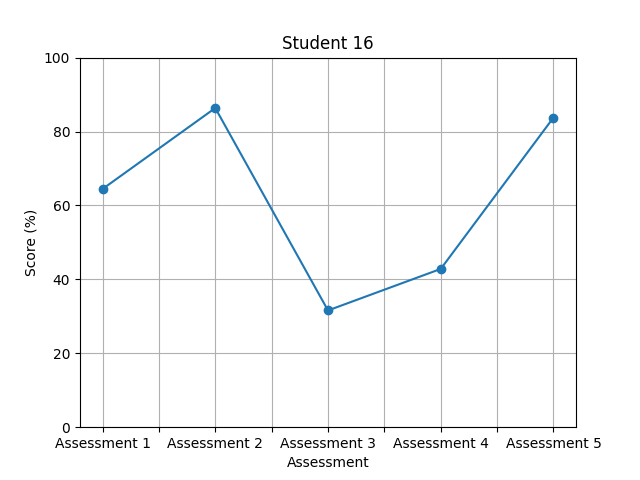 Student 16
100
80
60
40
20
0
Score (%)
Assessment 1 Assessment 2 Assessment 3 Assessment 4 Assessment 5
Assessment